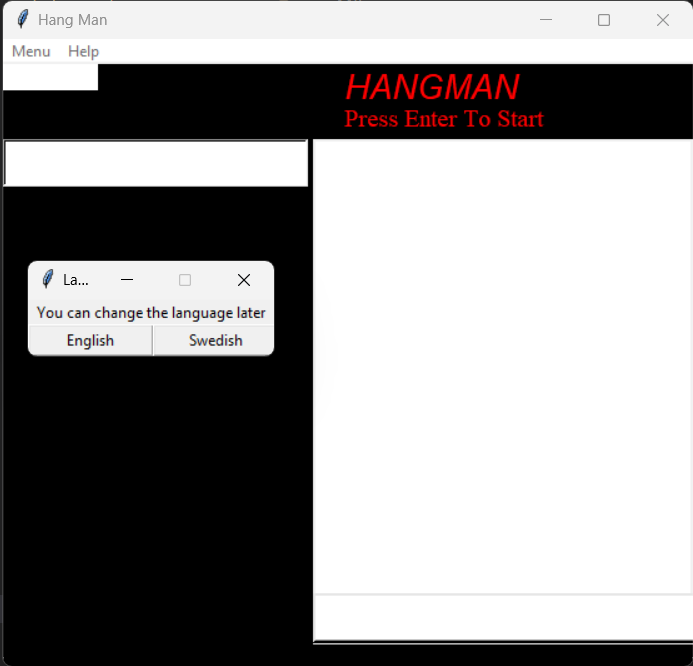 Hang Man
Menu Help
HANGMAN
Press Enter To Start
La...
You can change the language later
English Swedish